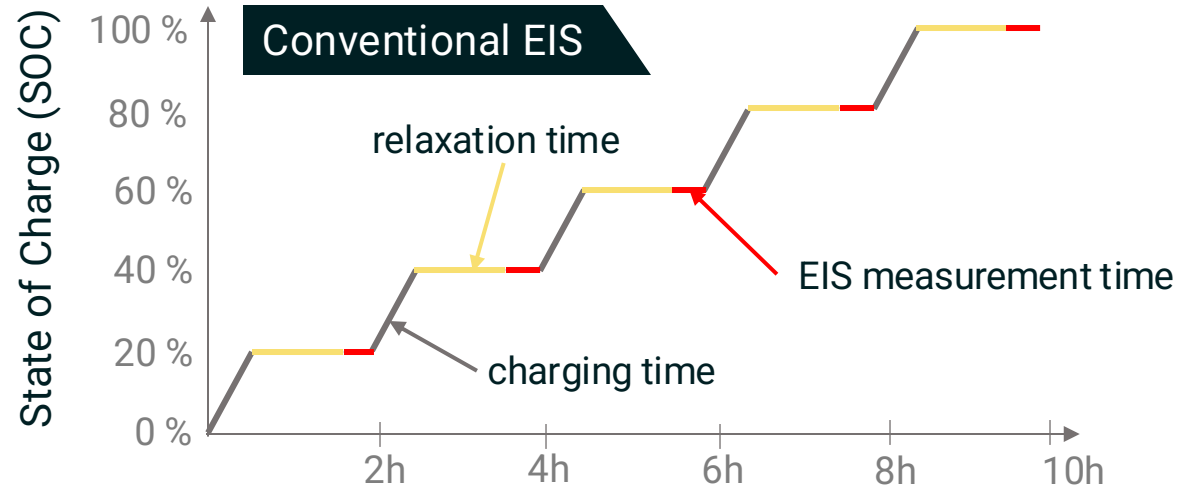 State of Charge (SOC)
100 %
80 %
60 %
40 %
20 %
0 %
Conventional EIS
relaxation time
EIS measurement time
charging time
2h
4h
6h
8h
10h